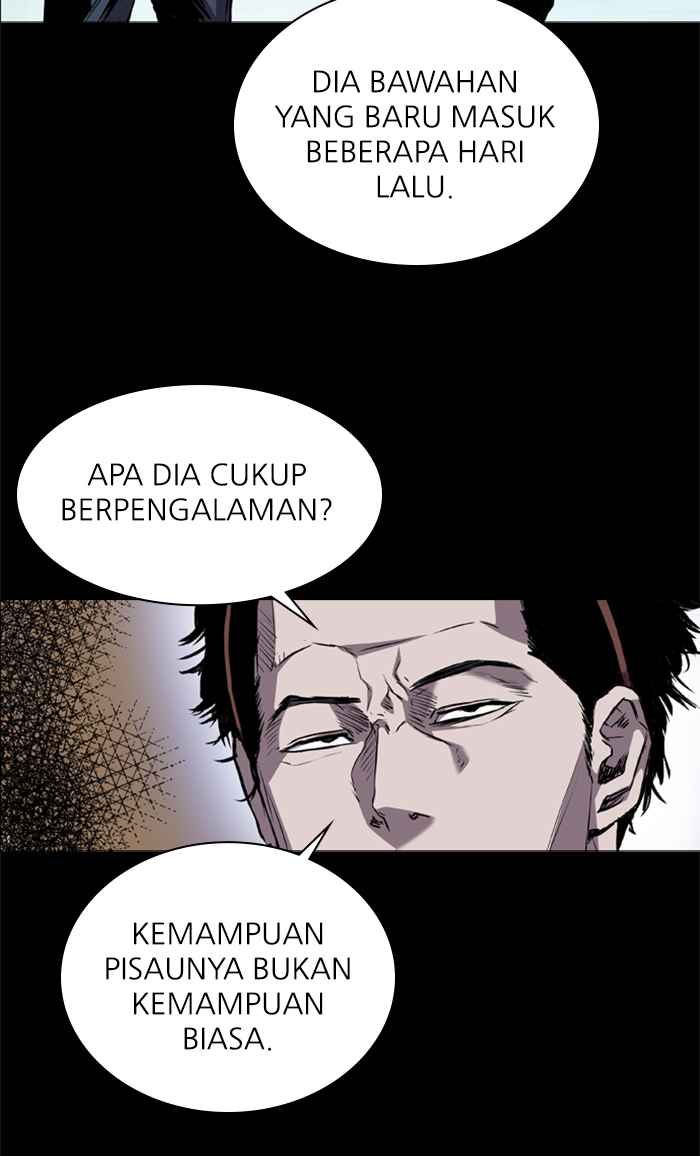 DIA BAWAHAN
YANG BARU MASUK
BEBERAPA HARI
LALU.
APA DIA CUKUP
BERPENGALAMAN?
KEMAMPUAN
PISAUNYA BUKAN
KEMAMPUAN
BIASA.